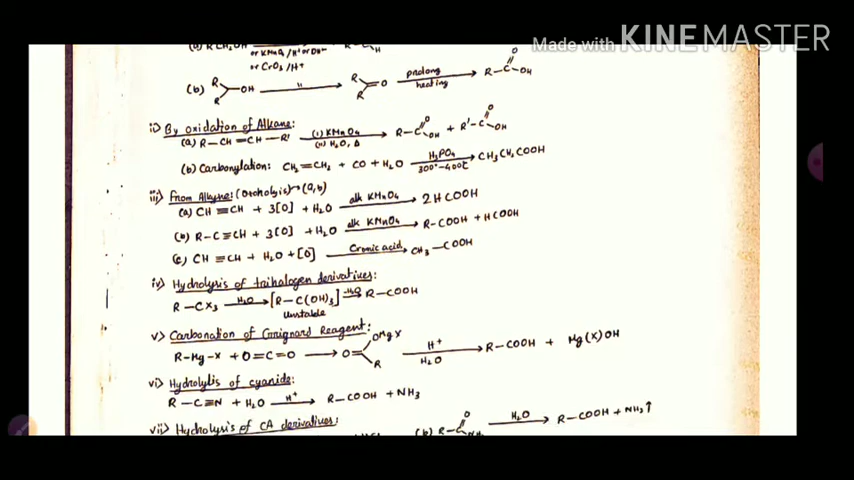 Made with KINEMASTER
(a) RCH₂OH
or KMnO₄/H⁺ or OH⁻
or CrO₃/H⁺
(b) R R —OH → R R =O prolong heating → R-C(=O)-OH
i) By oxidation of Alkane:
(a) R-CH=CH-R' (i) KMnO₄ (ii) H₂O, Δ → R-C(=O)-OH + R'-C(=O)-OH
(b) Carbonylation: CH₂=CH₂ + CO + H₂O H₃PO₄ 300°-400℃ → CH₃CH₂COOH
iii) From Alkyne: (a,b)
(a) CH≡CH + 3[O] + H₂O alk KMnO₄ → 2HCOOH
(b) R-C≡CH + 3[O] + H₂O alk KMnO₄ → R-COOH + HCOOH
(c) CH≡CH + H₂O + [O] Cromic acid → CH₃-COOH
iv) Hydrolysis of trihalogen derivatives:
R-CX₃ H₂O → [R-C(OH)₃] -H₂O → R-COOH
Unstable
v) Carbonation of Grignard Reagent:
R-Mg-X + O=C=O → O= OMgX R H⁺ H₂O → R-COOH + Mg(X)OH
vi) Hydrolysis of cyanide:
R-C≡N + H₂O H⁺ → R-COOH + NH₃
vii) Hydrolysis of CA derivatives:
(b) R-C(=O)-NH₂ H₂O → R-COOH + NH₃↑